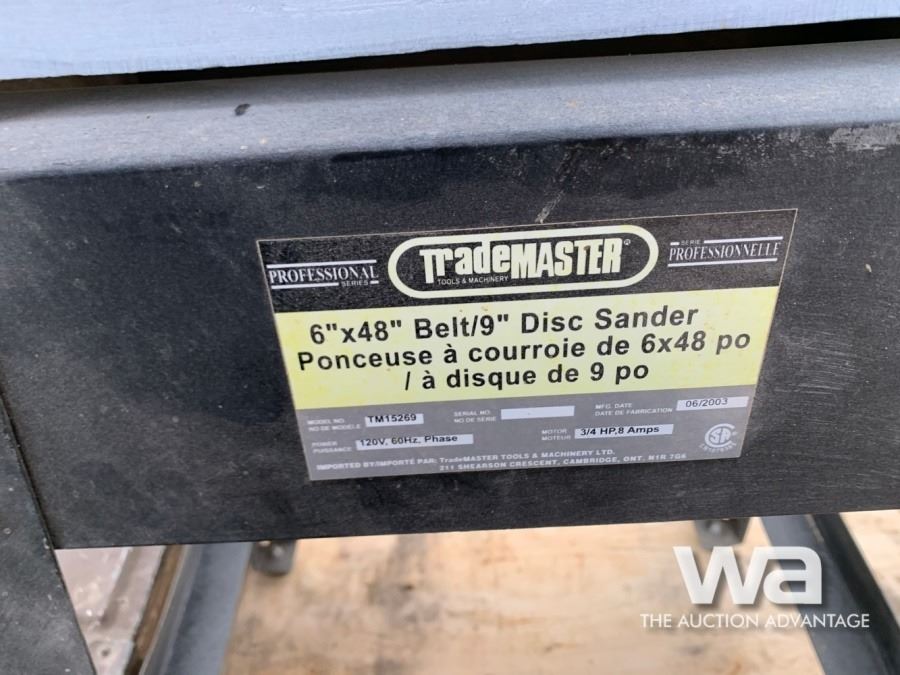 PROFESSIONAL
SERIES
TradeMASTER®
TOOLS & MACHINERY
SERIE
PROFESSIONNELLE
6"x48" Belt/9" Disc Sander
Ponceuse à courroie de 6x48 po
/ à disque de 9 po
MODEL NO. TM15269
NO DE MODÈLE
SERIAL NO.
NO DE SÉRIE
MFG. DATE 06/2003
DATE DE FABRICATION
POWER 120V, 60Hz, Phase
PUISSANCE
MOTOR 3/4 HP,8 Amps
MOTEUR
IMPORTED BY/IMPORTÉ PAR: TradeMASTER TOOLS & MACHINERY LTD.
211 SHEARSON CRESCENT, CAMBRIDGE, ONT. N1R 7G6
wa
THE AUCTION ADVANTAGE